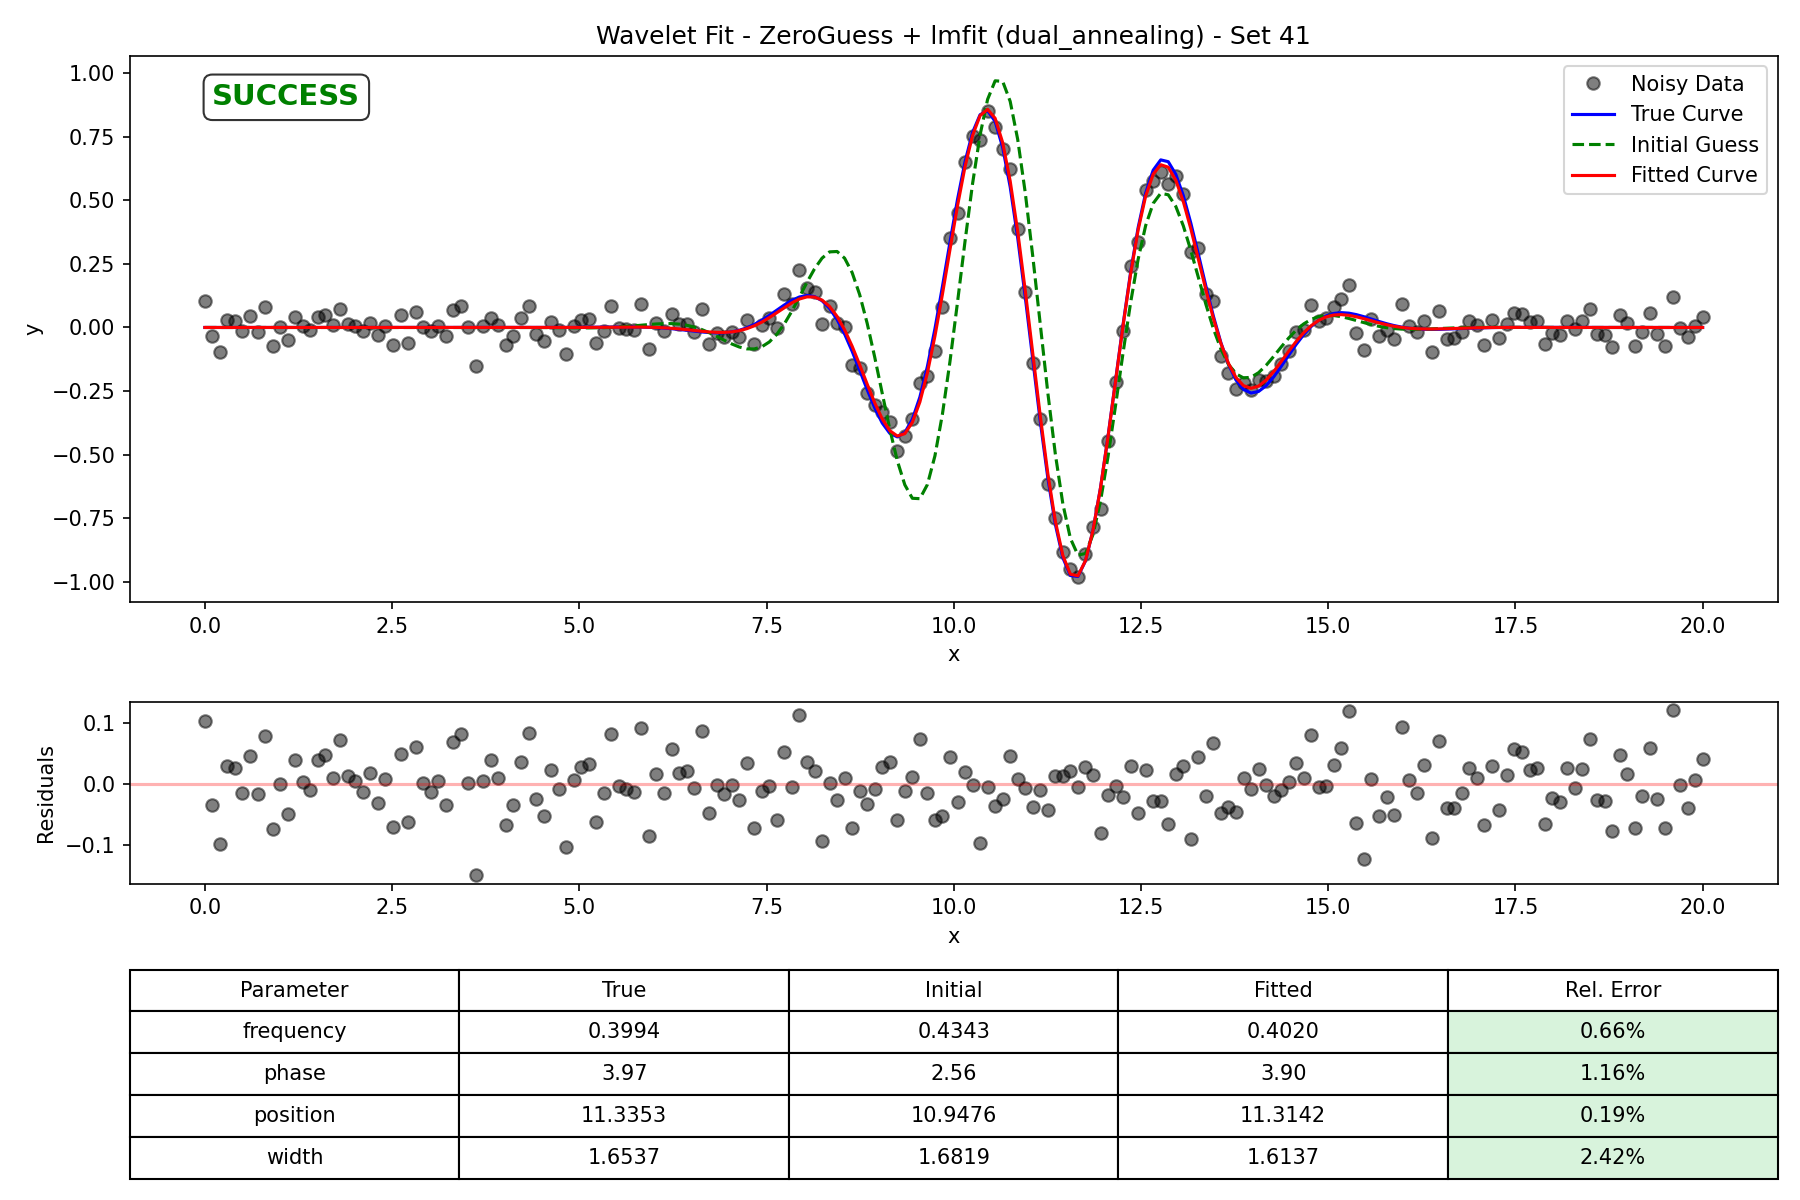 Wavelet Fit - ZeroGuess + lmfit (dual_annealing) - Set 41
SUCCESS
Noisy Data
True Curve
Initial Guess
Fitted Curve
1.00
0.75
0.50
0.25
0.00
−0.25
−0.50
−0.75
−1.00
y
0.0 2.5 5.0 7.5 10.0 12.5 15.0 17.5 20.0
x
0.1
0.0
−0.1
Residuals
0.0 2.5 5.0 7.5 10.0 12.5 15.0 17.5 20.0
x
Parameter True Initial Fitted Rel. Error
frequency 0.3994 0.4343 0.4020 0.66%
phase 3.97 2.56 3.90 1.16%
position 11.3353 10.9476 11.3142 0.19%
width 1.6537 1.6819 1.6137 2.42%